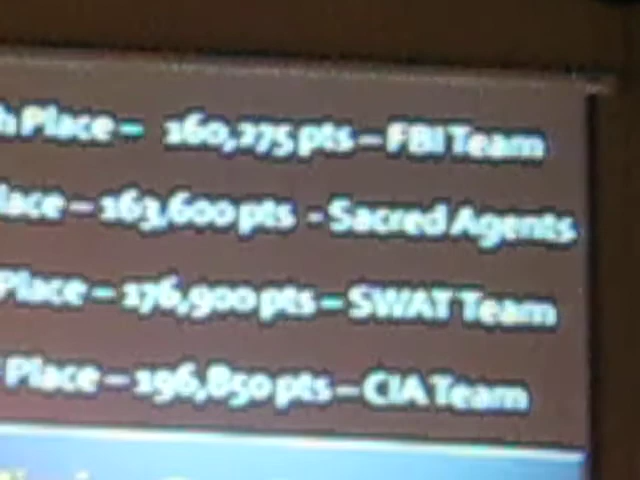 h Place – 160,275 pts – FBI Team
lace – 163,600 pts - Sacred Agents
Place – 176,900 pts – SWAT Team
Place – 196,850 pts – CIA Team